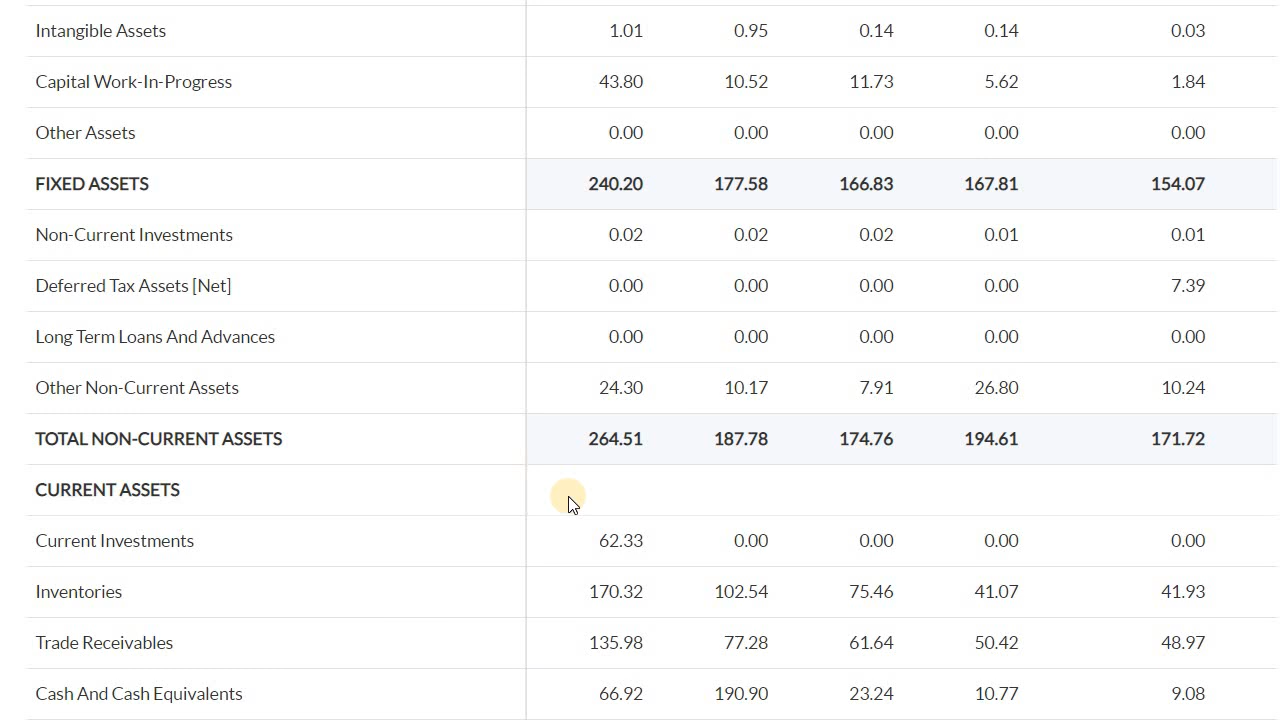 Intangible Assets 1.01 0.95 0.14 0.14 0.03
Capital Work-In-Progress 43.80 10.52 11.73 5.62 1.84
Other Assets 0.00 0.00 0.00 0.00 0.00
FIXED ASSETS 240.20 177.58 166.83 167.81 154.07
Non-Current Investments 0.02 0.02 0.02 0.01 0.01
Deferred Tax Assets [Net] 0.00 0.00 0.00 0.00 7.39
Long Term Loans And Advances 0.00 0.00 0.00 0.00 0.00
Other Non-Current Assets 24.30 10.17 7.91 26.80 10.24
TOTAL NON-CURRENT ASSETS 264.51 187.78 174.76 194.61 171.72
CURRENT ASSETS
Current Investments 62.33 0.00 0.00 0.00 0.00
Inventories 170.32 102.54 75.46 41.07 41.93
Trade Receivables 135.98 77.28 61.64 50.42 48.97
Cash And Cash Equivalents 66.92 190.90 23.24 10.77 9.08